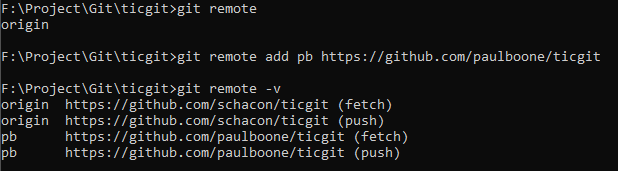 F:\Project\Git\ticgit>git remote
origin
F:\Project\Git\ticgit>git remote add pb https://github.com/paulboone/ticgit
F:\Project\Git\ticgit>git remote -v
origin  https://github.com/schacon/ticgit (fetch)
origin  https://github.com/schacon/ticgit (push)
pb      https://github.com/paulboone/ticgit (fetch)
pb      https://github.com/paulboone/ticgit (push)